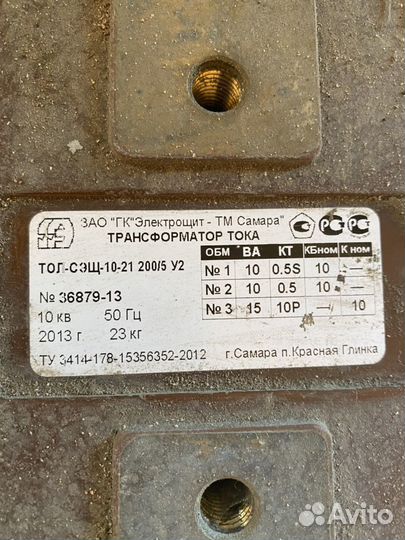 ЗАО "ГК"Электрощит - ТМ Самара"
ТРАНСФОРМАТОР ТОКА
ТОЛ-СЭЩ-10-21 200/5 У2
№ 36879-13
10 кв 50 Гц
2013 г. 23 кг
ОБМ ВА КТ КБном К ном
№ 1 10 0.5S 10 —
№ 2 10 0.5 10 —
№ 3 15 10P — 10
ТУ 3414-178-15356352-2012 г.Самара п.Красная Глинка
Avito